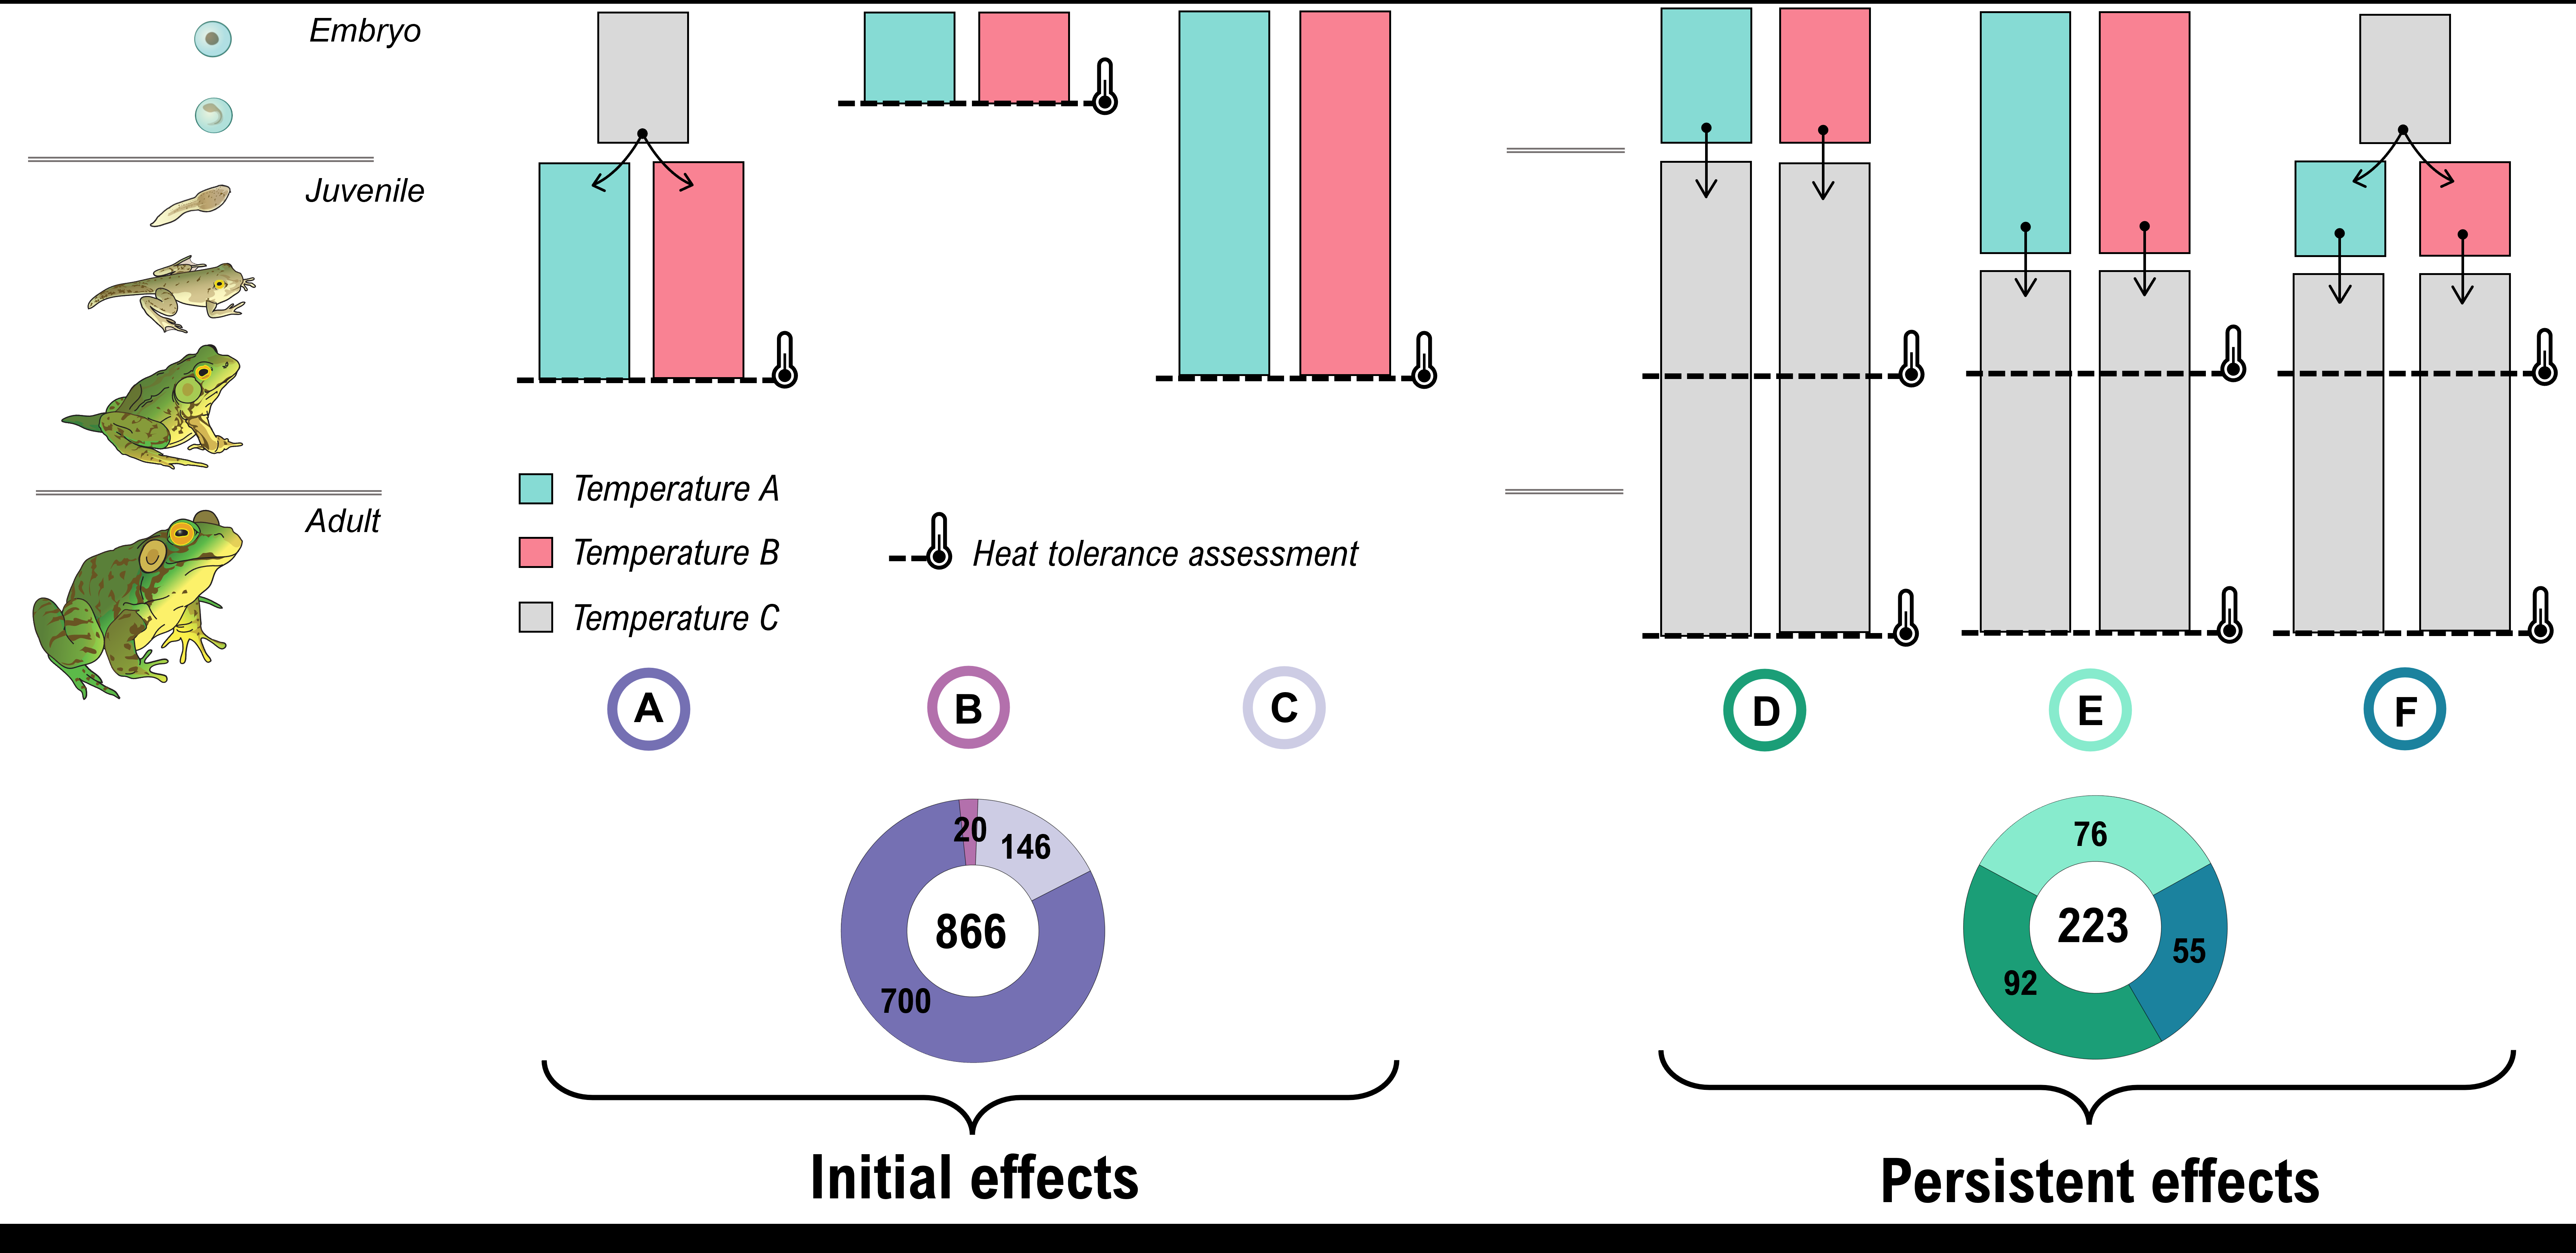 Embryo
Juvenile
Adult
Temperature A
Temperature B
Temperature C
Heat tolerance assessment
A
B
C
D
E
F
20
146
866
700
76
223
55
92
Initial effects
Persistent effects